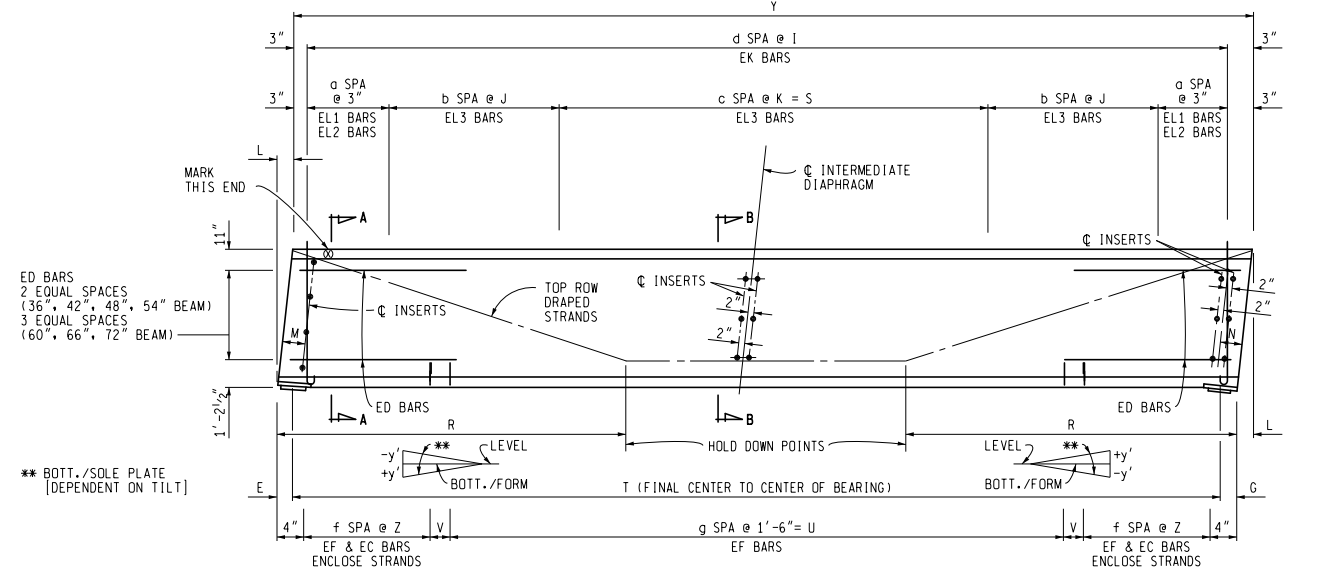 Y
3" d SPA @ I 3"
EK BARS
a SPA
@ 3"
a SPA
@ 3"
3" b SPA @ J c SPA @ K = S b SPA @ J 3"
EL1 BARS
EL2 BARS
EL3 BARS
EL3 BARS
EL3 BARS
EL1 BARS
EL2 BARS
L
MARK
THIS END
℄ INTERMEDIATE
DIAPHRAGM
A
B
11"
℄ INSERTS
ED BARS
2 EQUAL SPACES
(36", 42", 48", 54" BEAM)
3 EQUAL SPACES
(60", 66", 72" BEAM)
℄ INSERTS
TOP ROW
DRAPED
STRANDS
℄ INSERTS
2"
2"
2"
2"
M
N
1'-2½"
A
ED BARS
B
ED BARS
R
HOLD DOWN POINTS
R
L
** BOTT./SOLE PLATE
[DEPENDENT ON TILT]
-y'
+y'
**
LEVEL
BOTT./FORM
LEVEL
**
+y'
-y'
BOTT./FORM
E T (FINAL CENTER TO CENTER OF BEARING) G
4" f SPA @ Z V g SPA @ 1'-6"= U V f SPA @ Z 4"
EF & EC BARS
ENCLOSE STRANDS
EF BARS
EF & EC BARS
ENCLOSE STRANDS